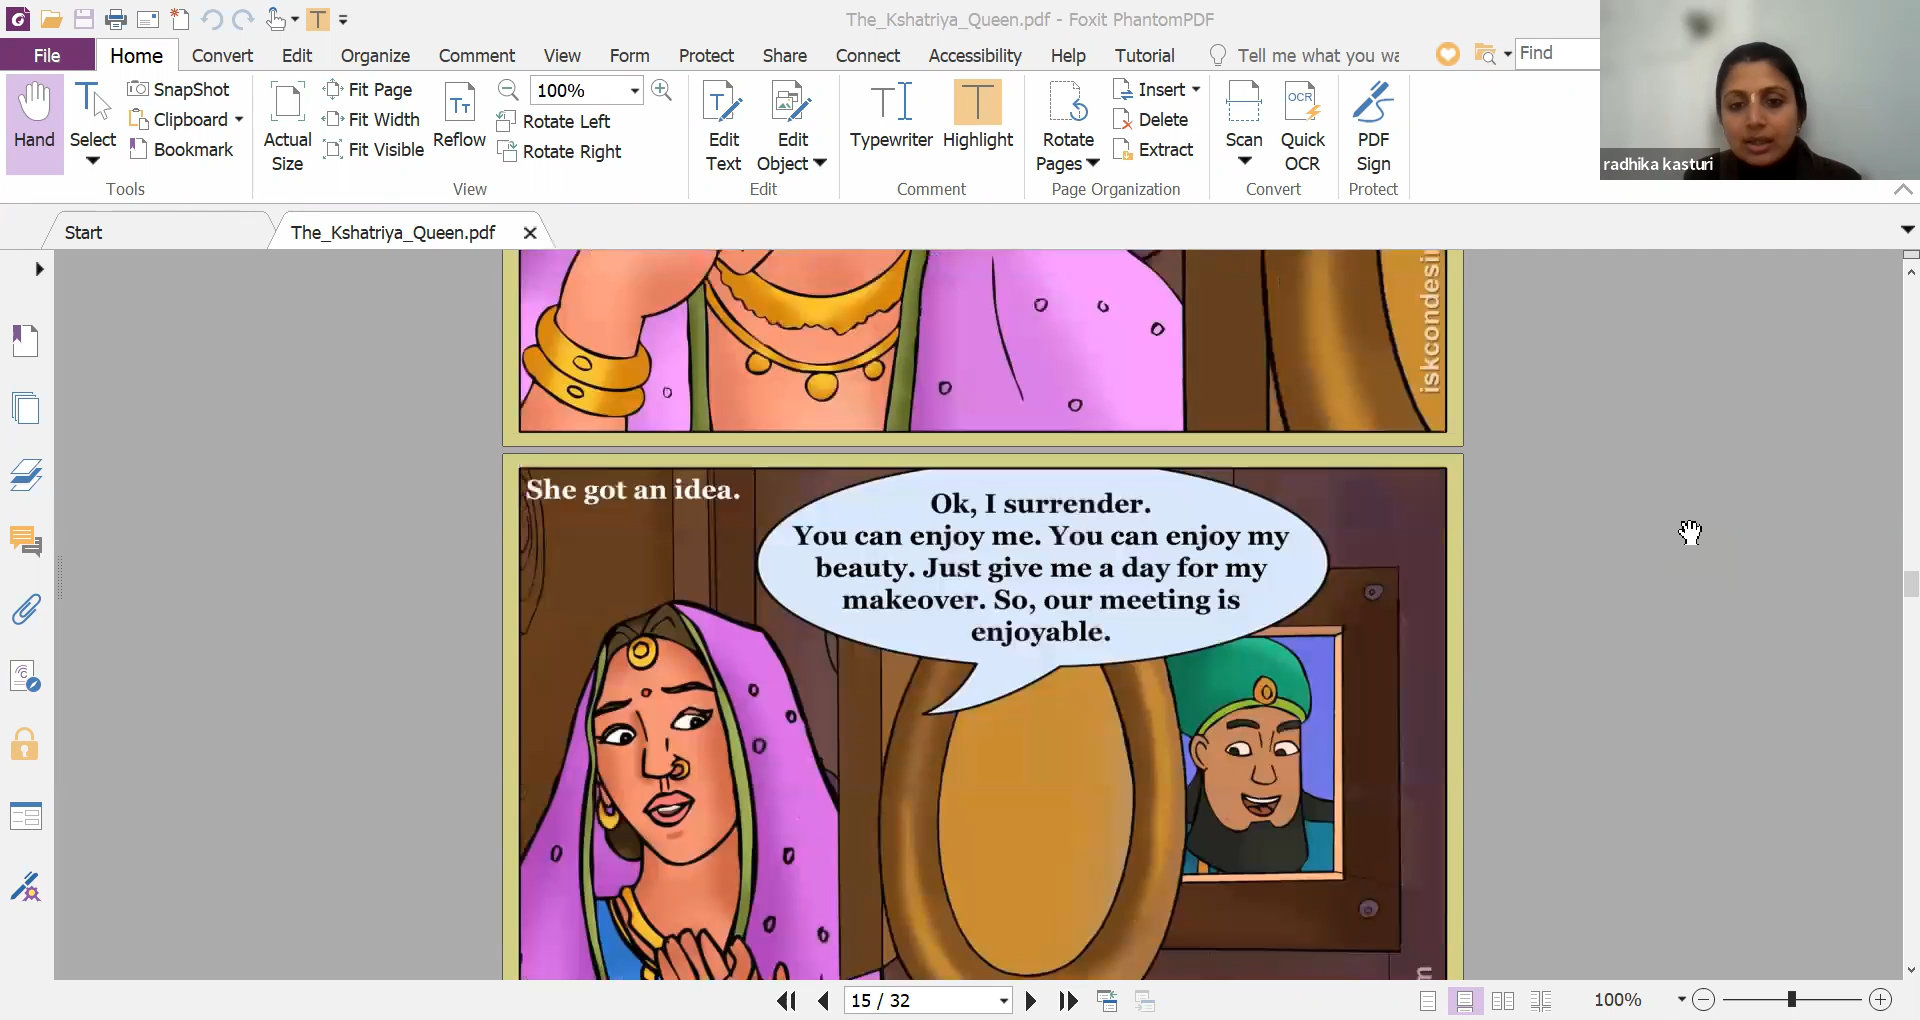 The_Kshatriya_Queen.pdf - Foxit PhantomPDF
File Home Convert Edit Organize Comment View Form Protect Share Connect Accessibility Help Tutorial Tell me what you wa Find
Hand
Select
SnapShot
Clipboard
Bookmark
Tools
Actual Size
Fit Page
Fit Width
Fit Visible
Reflow
100%
Rotate Left
Rotate Right
View
Edit Text
Edit Object
Edit
Typewriter
Highlight
Comment
Rotate Pages
Insert
Delete
Extract
Page Organization
Scan
Quick OCR
Convert
PDF Sign
Protect
radhika kasturi
Start
The_Kshatriya_Queen.pdf
iskcondesi
She got an idea.
Ok, I surrender.
You can enjoy me. You can enjoy my
beauty. Just give me a day for my
makeover. So, our meeting is
enjoyable.
15 / 32
100%